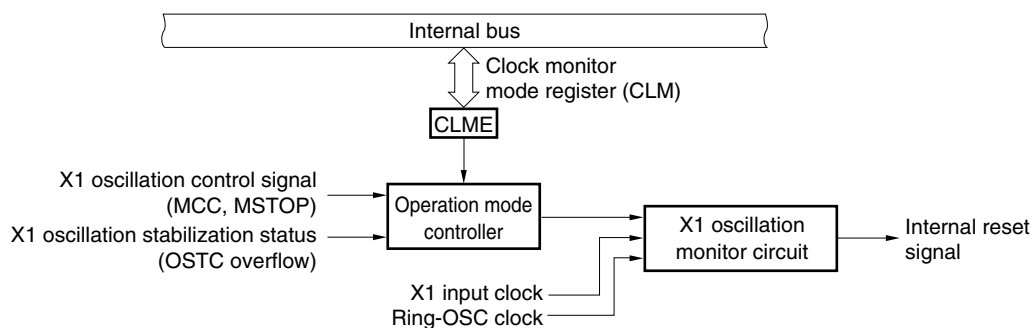 Internal bus
Clock monitor
mode register (CLM)
CLME
X1 oscillation control signal
(MCC, MSTOP)
X1 oscillation stabilization status
(OSTC overflow)
Operation mode
controller
X1 oscillation
monitor circuit
Internal reset
signal
X1 input clock
Ring-OSC clock